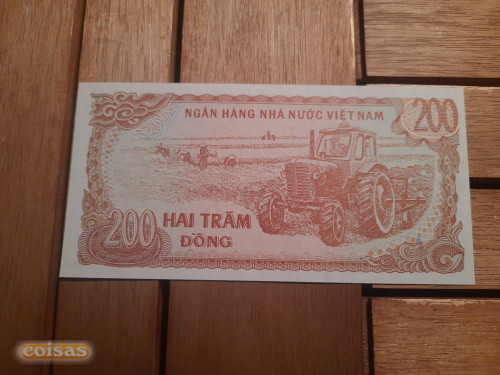 NGÂN HÀNG NHÀ NƯỚC VIỆT NAM
200
200
HAI TRĂM
ĐỒNG
coisas